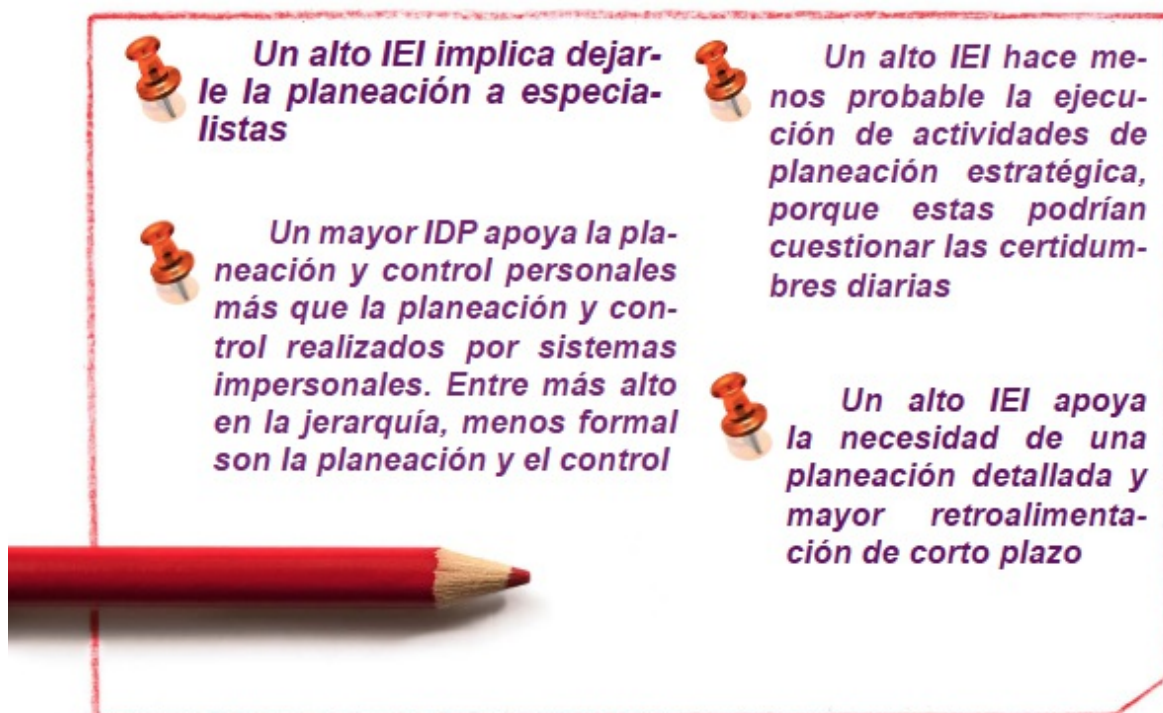 Un alto IEI implica dejar-
le la planeación a especia-
listas
Un mayor IDP apoya la pla-
neación y control personales
más que la planeación y con-
trol realizados por sistemas
impersonales. Entre más alto
en la jerarquía, menos formal
son la planeación y el control
Un alto IEI hace me-
nos probable la ejecu-
ción de actividades de
planeación estratégica,
porque estas podrían
cuestionar las certidum-
bres diarias
Un alto IEI apoya
la necesidad de una
planeación detallada y
mayor retroalimenta-
ción de corto plazo